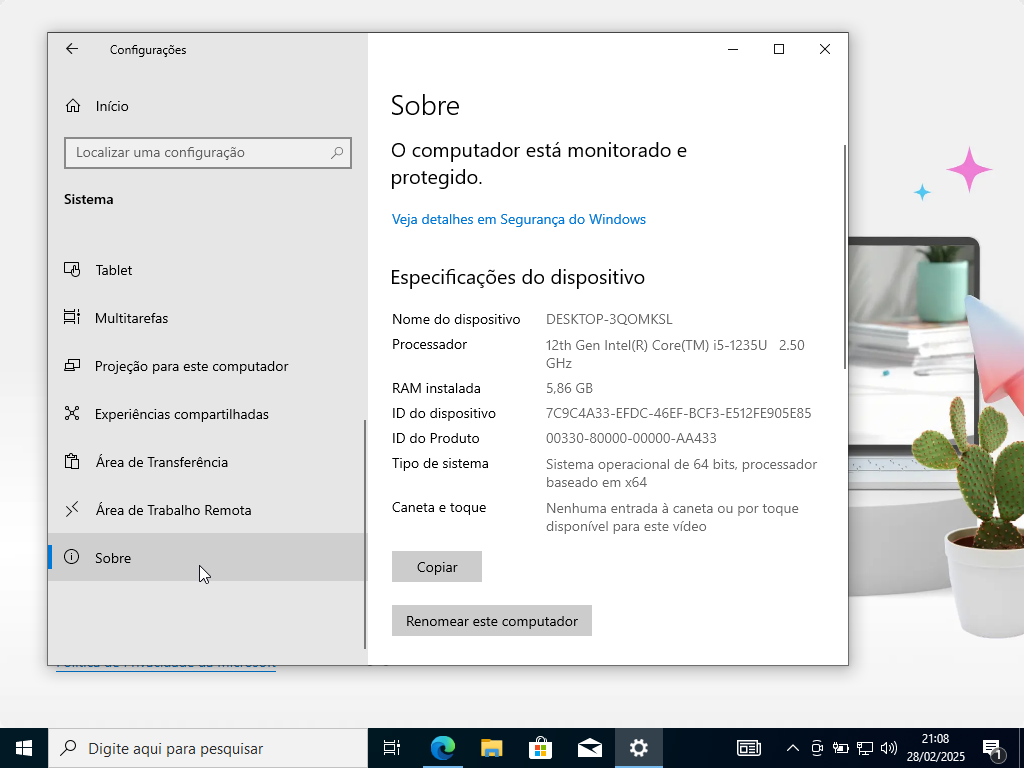 Configurações
Início
Localizar uma configuração
Sistema
Tablet
Multitarefas
Projeção para este computador
Experiências compartilhadas
Área de Transferência
Área de Trabalho Remota
Sobre
Sobre
O computador está monitorado e
protegido.
Veja detalhes em Segurança do Windows
Especificações do dispositivo
Nome do dispositivo DESKTOP-3QOMKSL
Processador 12th Gen Intel(R) Core(TM) i5-1235U 2.50
GHz
RAM instalada 5,86 GB
ID do dispositivo 7C9C4A33-EFDC-46EF-BCF3-E512FE905E85
ID do Produto 00330-80000-00000-AA433
Tipo de sistema Sistema operacional de 64 bits, processador
baseado em x64
Caneta e toque Nenhuma entrada à caneta ou por toque
disponível para este vídeo
Copiar
Renomear este computador
Política de Privacidade da Microsoft
Digite aqui para pesquisar
21:08
28/02/2025
1